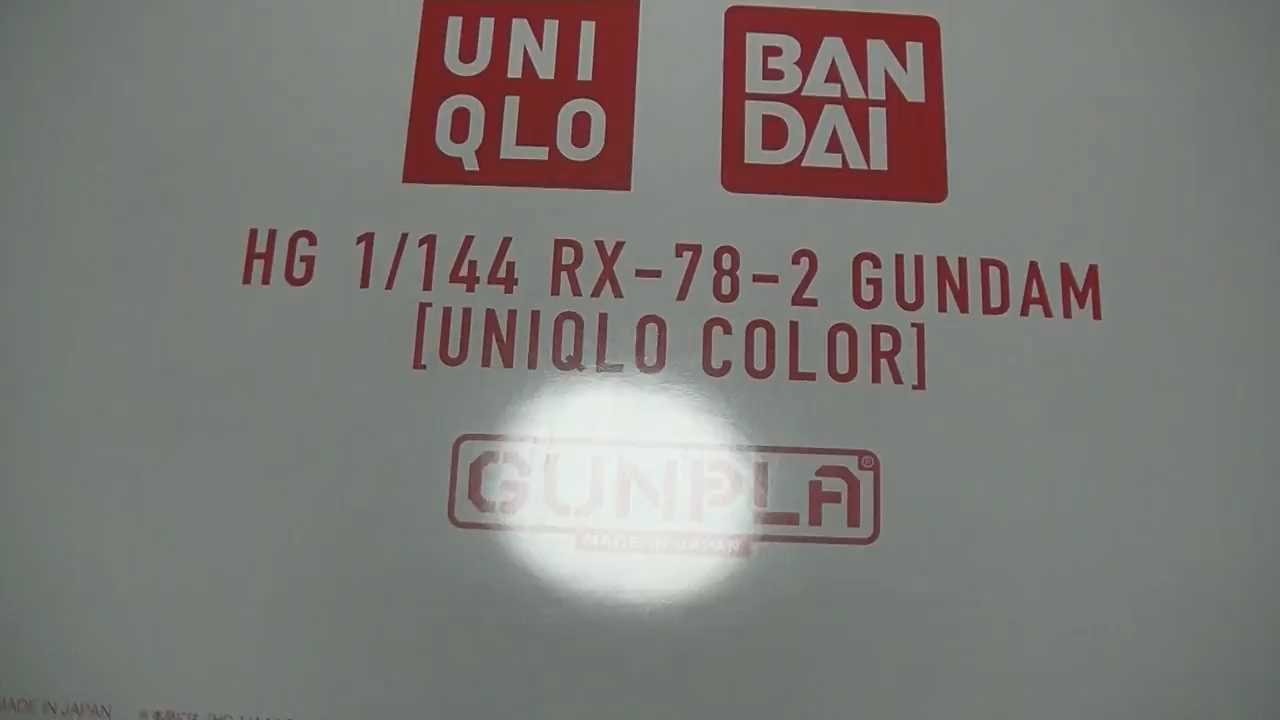 UNI
QLO
BAN
DAI
HG 1/144 RX-78-2 GUNDAM
[UNIQLO COLOR]
GUNPLA®
MADE IN JAPAN
MADE IN JAPAN